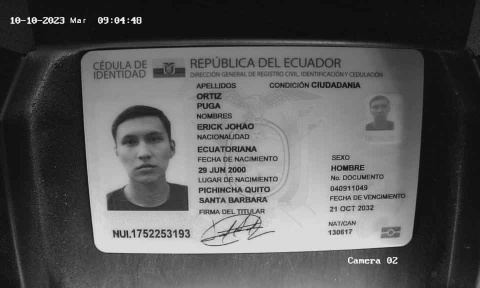 10-10-2023 Mar 09:04:48
CÉDULA DE IDENTIDAD
REPÚBLICA DEL ECUADOR
DIRECCIÓN GENERAL DE REGISTRO CIVIL, IDENTIFICACIÓN Y CEDULACIÓN
APELLIDOS
CONDICIÓN CIUDADANIA
ORTIZ
PUGA
NOMBRES
ERICK JOHAO
NACIONALIDAD
ECUATORIANA
FECHA DE NACIMIENTO
29 JUN 2000
LUGAR DE NACIMIENTO
PICHINCHA QUITO
SANTA BARBARA
FIRMA DEL TITULAR
SEXO
HOMBRE
No. DOCUMENTO
040911049
FECHA DE VENCIMIENTO
21 OCT 2032
NAT/CAN
130617
NUI.1752253193
Camera 02